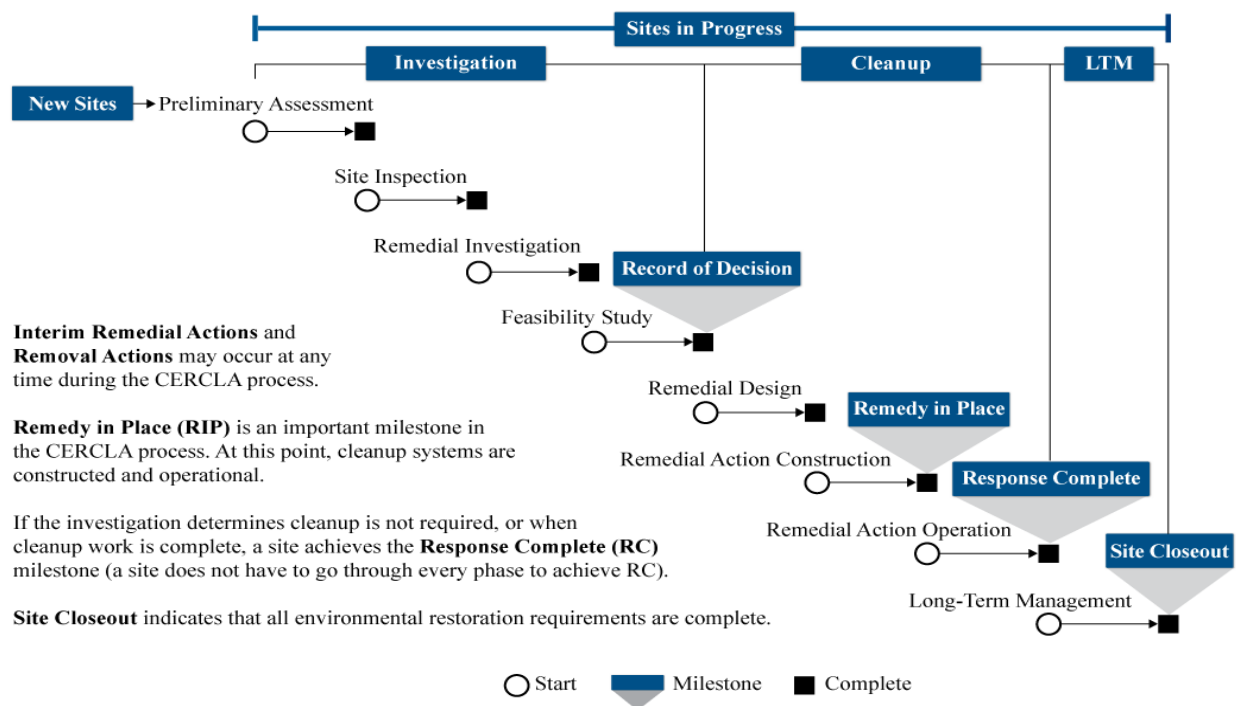 Sites in Progress
Investigation
Cleanup
LTM
New Sites
Preliminary Assessment
Site Inspection
Remedial Investigation
Record of Decision
Feasibility Study
Interim Remedial Actions and
Removal Actions may occur at any
time during the CERCLA process.
Remedial Design
Remedy in Place
Remedy in Place (RIP) is an important milestone in
the CERCLA process. At this point, cleanup systems are
constructed and operational.
Remedial Action Construction
Response Complete
If the investigation determines cleanup is not required, or when
cleanup work is complete, a site achieves the Response Complete (RC)
milestone (a site does not have to go through every phase to achieve RC).
Remedial Action Operation
Site Closeout
Long-Term Management
Site Closeout indicates that all environmental restoration requirements are complete.
Start
Milestone
Complete